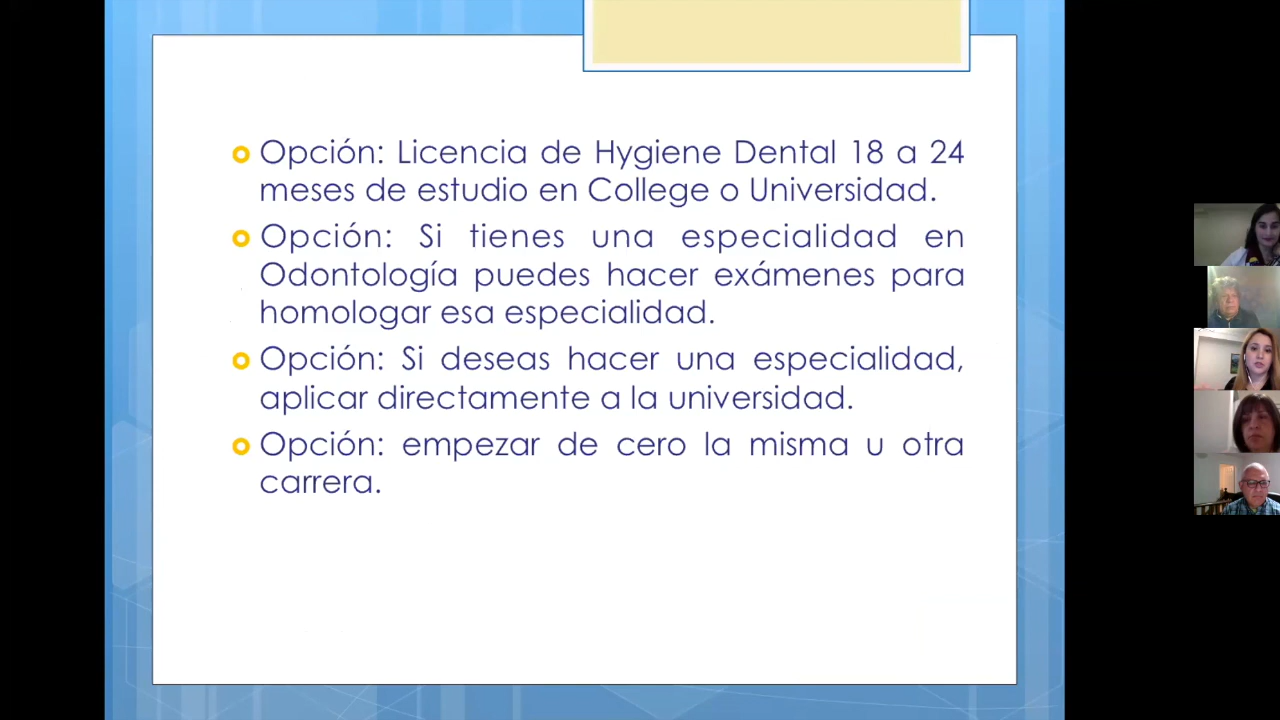 Opción: Licencia de Hygiene Dental 18 a 24
meses de estudio en College o Universidad.
Opción: Si tienes una especialidad en
Odontología puedes hacer exámenes para
homologar esa especialidad.
Opción: Si deseas hacer una especialidad,
aplicar directamente a la universidad.
Opción: empezar de cero la misma u otra
carrera.